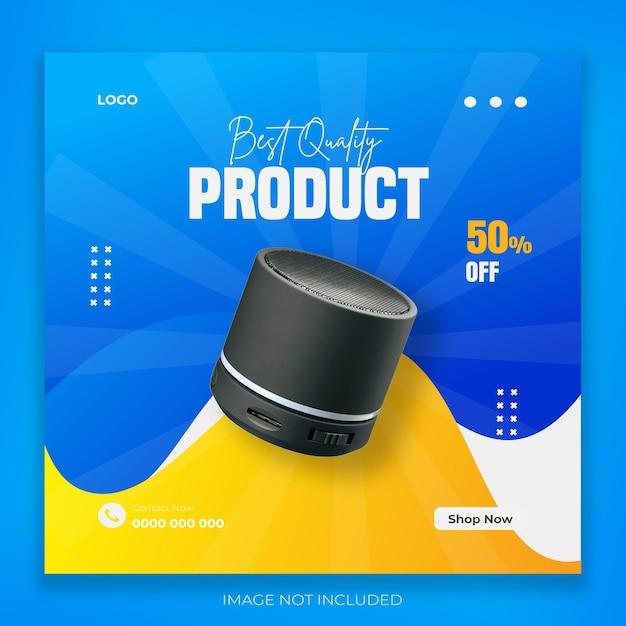 LOGO
Best Quality
PRODUCT
50%
OFF
Contact Now
0000 000 000
Shop Now
IMAGE NOT INCLUDED